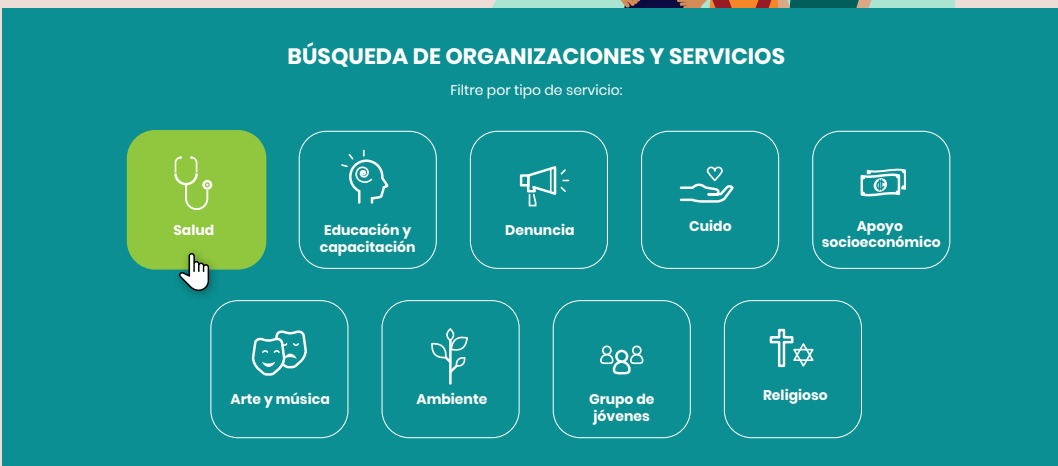 BÚSQUEDA DE ORGANIZACIONES Y SERVICIOS
Filtre por tipo de servicio:
Salud
Educación y
capacitación
Denuncia
Cuido
Apoyo
socioeconómico
Arte y música
Ambiente
Grupo de
jóvenes
Religioso